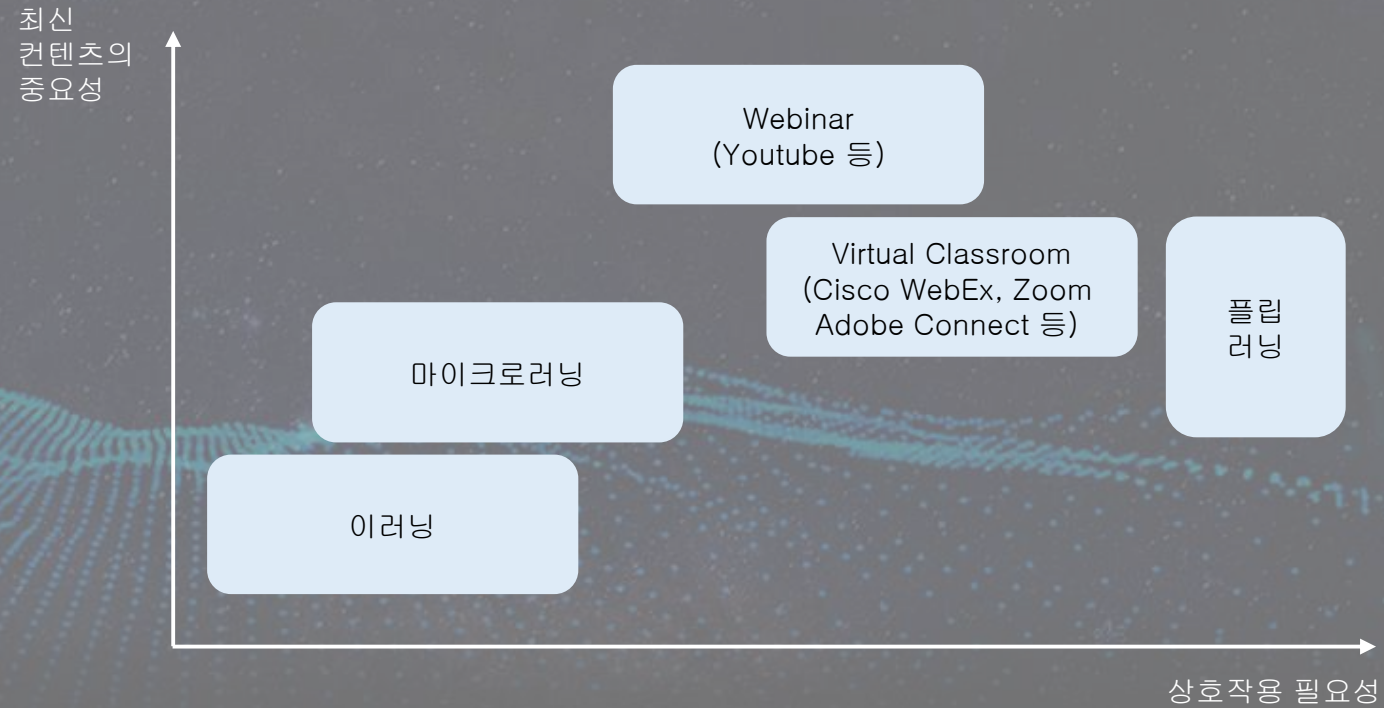 최신
컨텐츠의
중요성
Webinar
(Youtube 등)
Virtual Classroom
(Cisco WebEx, Zoom
Adobe Connect 등)
플립
러닝
마이크로러닝
이러닝
상호작용 필요성